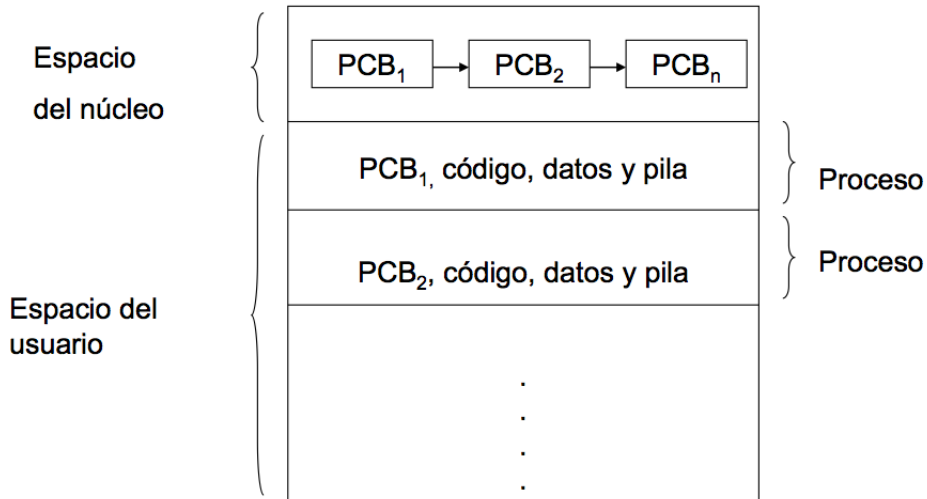 Espacio
del núcleo
PCB₁ PCB₂ PCBₙ
PCB₁, código, datos y pila
Proceso
PCB₂, código, datos y pila
Proceso
Espacio del
usuario
.
.
.
.